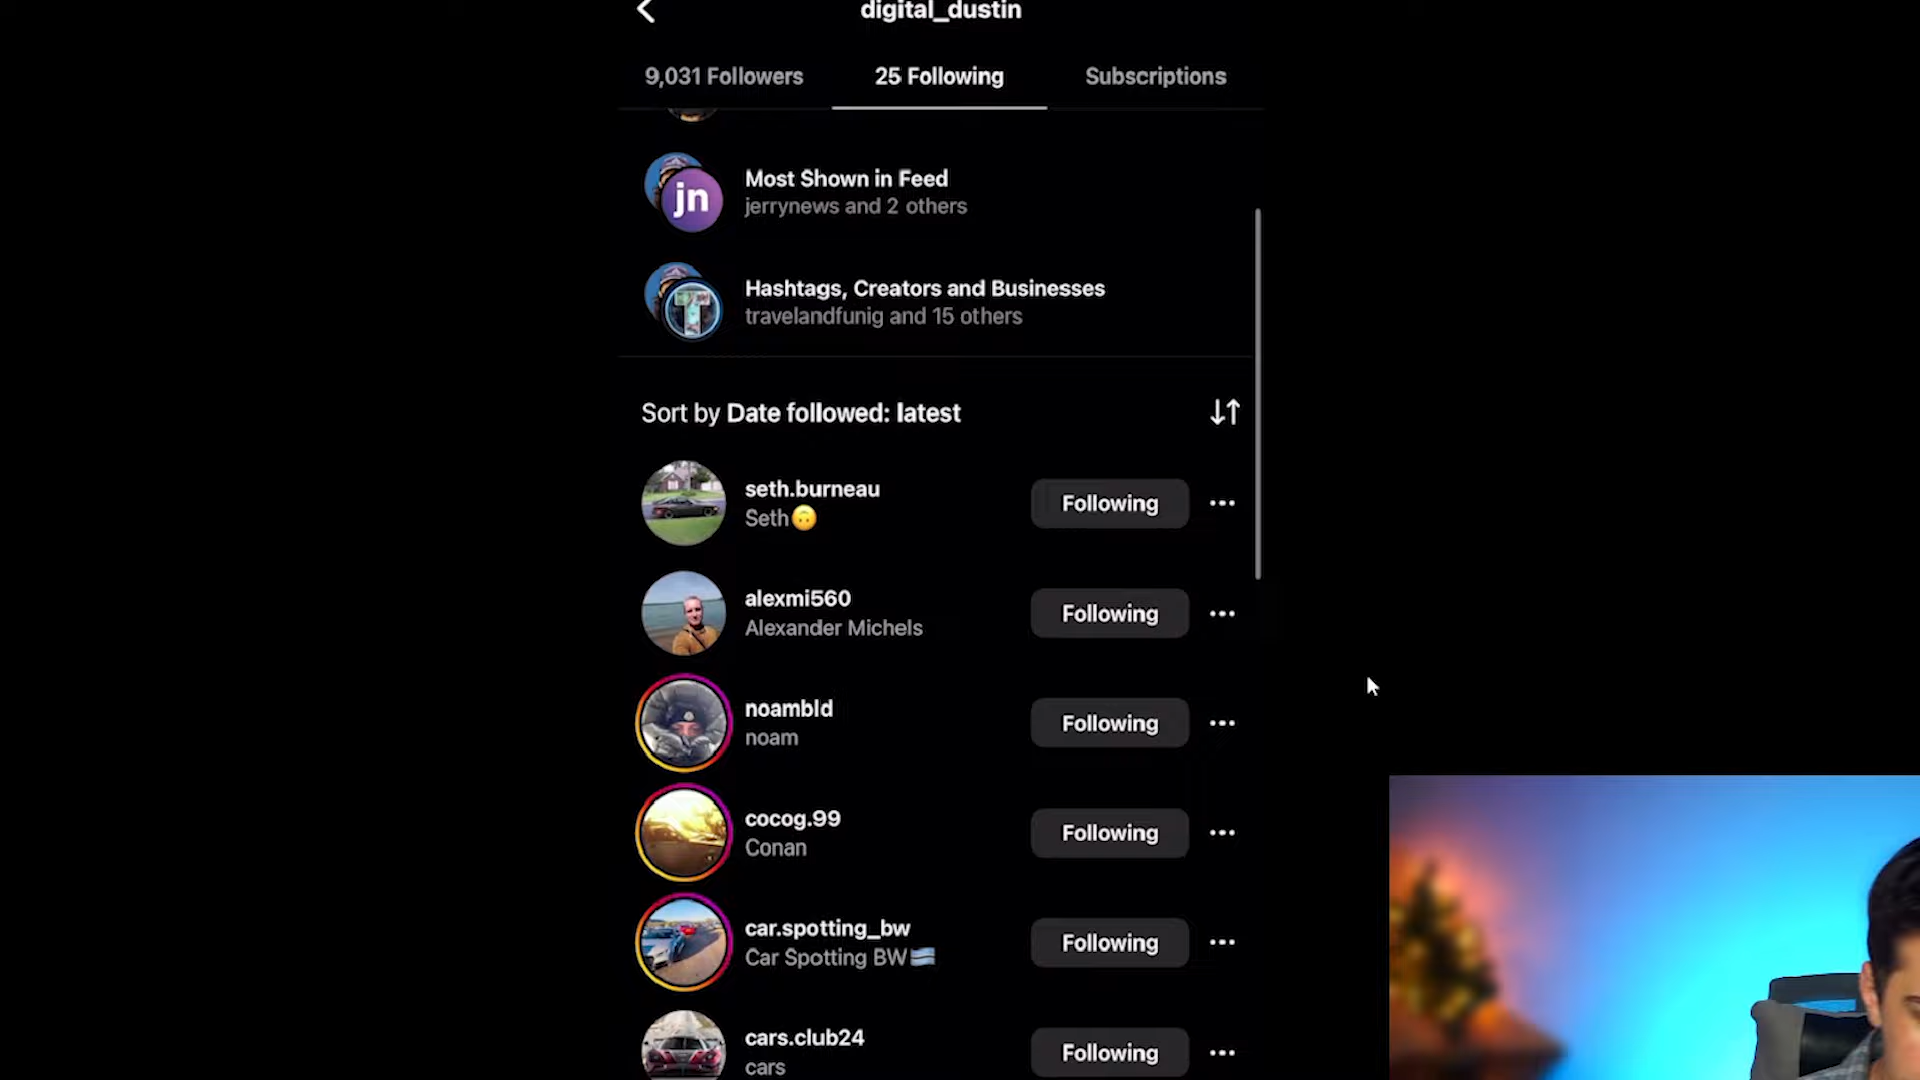 digital_dustin
9,031 Followers
25 Following
Subscriptions
jn
Most Shown in Feed
jerrynews and 2 others
T
Hashtags, Creators and Businesses
travelandfunig and 15 others
Sort by Date followed: latest
seth.burneau
Seth🙃
Following
alexmi560
Alexander Michels
Following
noambld
noam
Following
cocog.99
Conan
Following
car.spotting_bw
Car Spotting BW🇧🇼
Following
cars.club24
cars
Following